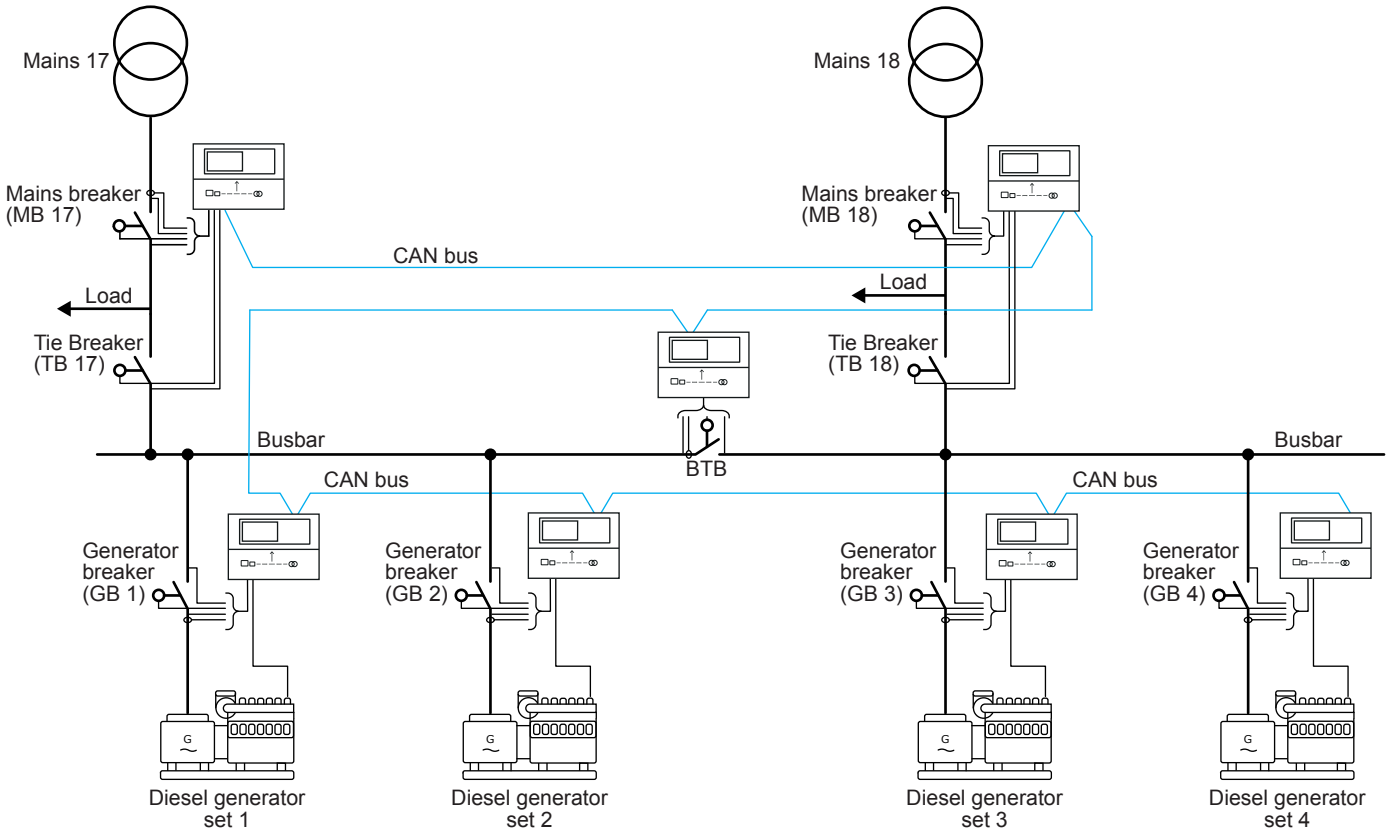 Mains 17
Mains 18
Mains breaker
(MB 17)
Mains breaker
(MB 18)
CAN bus
Load
Load
Tie Breaker
(TB 17)
Tie Breaker
(TB 18)
Busbar
BTB
Busbar
CAN bus
CAN bus
Generator
breaker
(GB 1)
Generator
breaker
(GB 2)
Generator
breaker
(GB 3)
Generator
breaker
(GB 4)
G
G
G
G
Diesel generator
set 1
Diesel generator
set 2
Diesel generator
set 3
Diesel generator
set 4